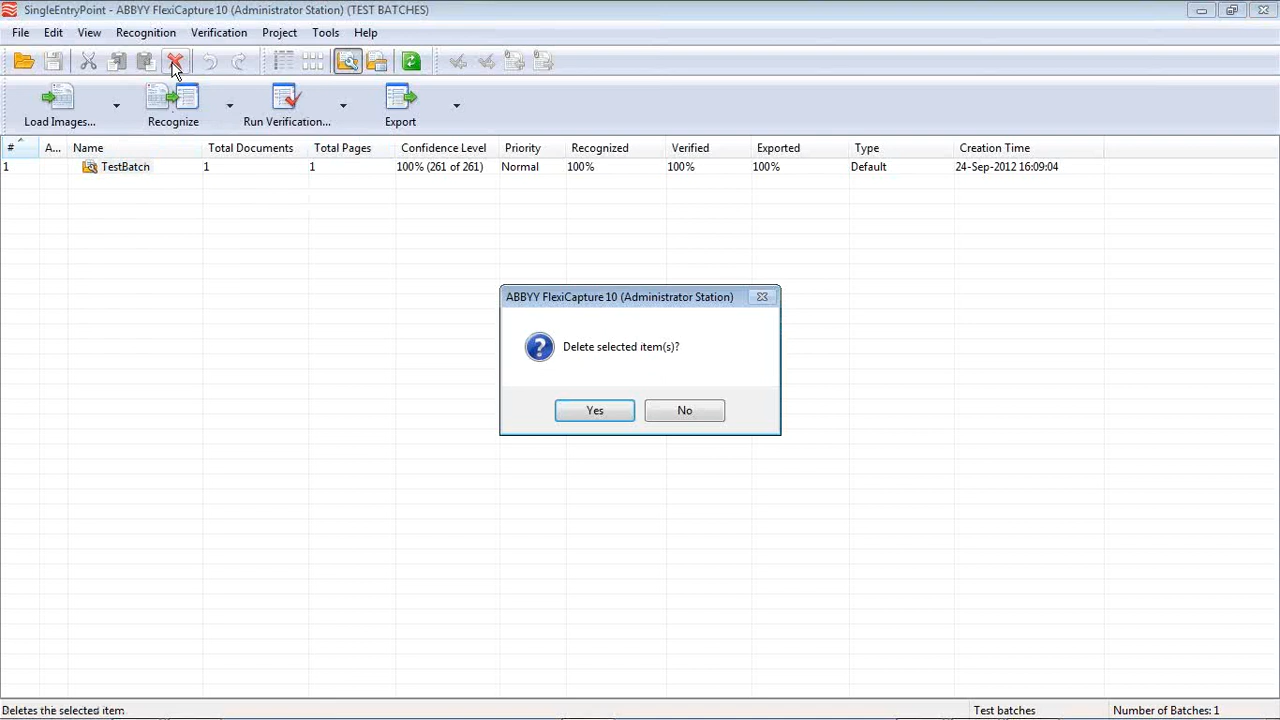 SingleEntryPoint - ABBYY FlexiCapture 10 (Administrator Station) (TEST BATCHES)
File Edit View Recognition Verification Project Tools Help
Load Images... Recognize Run Verification... Export
# A... Name Total Documents Total Pages Confidence Level Priority Recognized Verified Exported Type Creation Time
1 TestBatch 1 1 100% (261 of 261) Normal 100% 100% 100% Default 24-Sep-2012 16:09:04
ABBYY FlexiCapture 10 (Administrator Station)
Delete selected item(s)?
Yes No
Deletes the selected item Test batches Number of Batches: 1